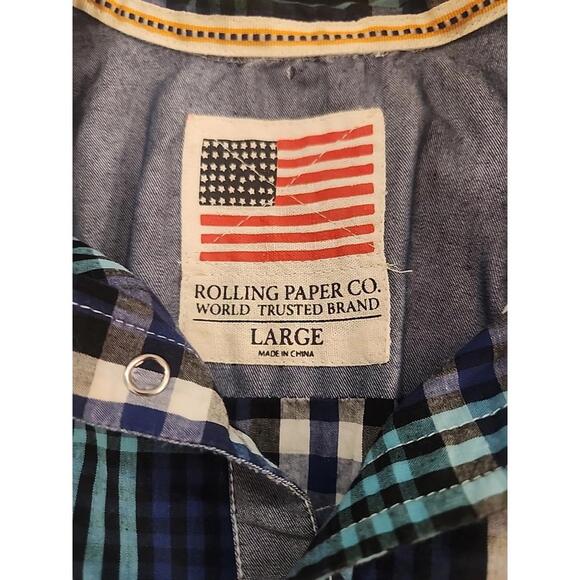 ROLLING PAPER CO.
WORLD TRUSTED BRAND
LARGE
MADE IN CHINA